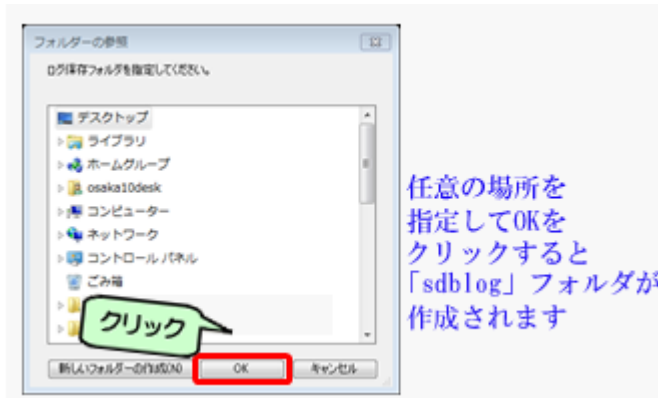 フォルダーの参照
ログ保存フォルダを指定してください。
デスクトップ
ライブラリ
ホームグループ
osaka10desk
コンピューター
ネットワーク
コントロール パネル
ごみ箱
クリック
新しいフォルダーの作成(N)
OK
キャンセル
任意の場所を
指定してOKを
クリックすると
「sdblog」フォルダが
作成されます